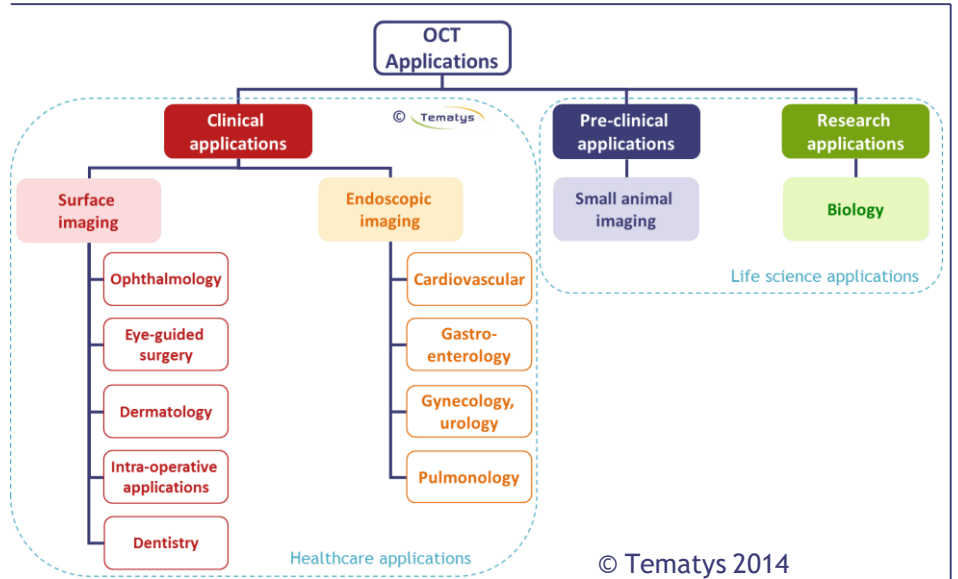 OCT
Applications
Clinical
applications
© Tematys
Pre-clinical
applications
Research
applications
Surface
imaging
Endoscopic
imaging
Small animal
imaging
Biology
Ophthalmology
Eye-guided
surgery
Dermatology
Intra-operative
applications
Dentistry
Cardiovascular
Gastro-
enterology
Gynecology,
urology
Pulmonology
Life science applications
Healthcare applications
© Tematys 2014